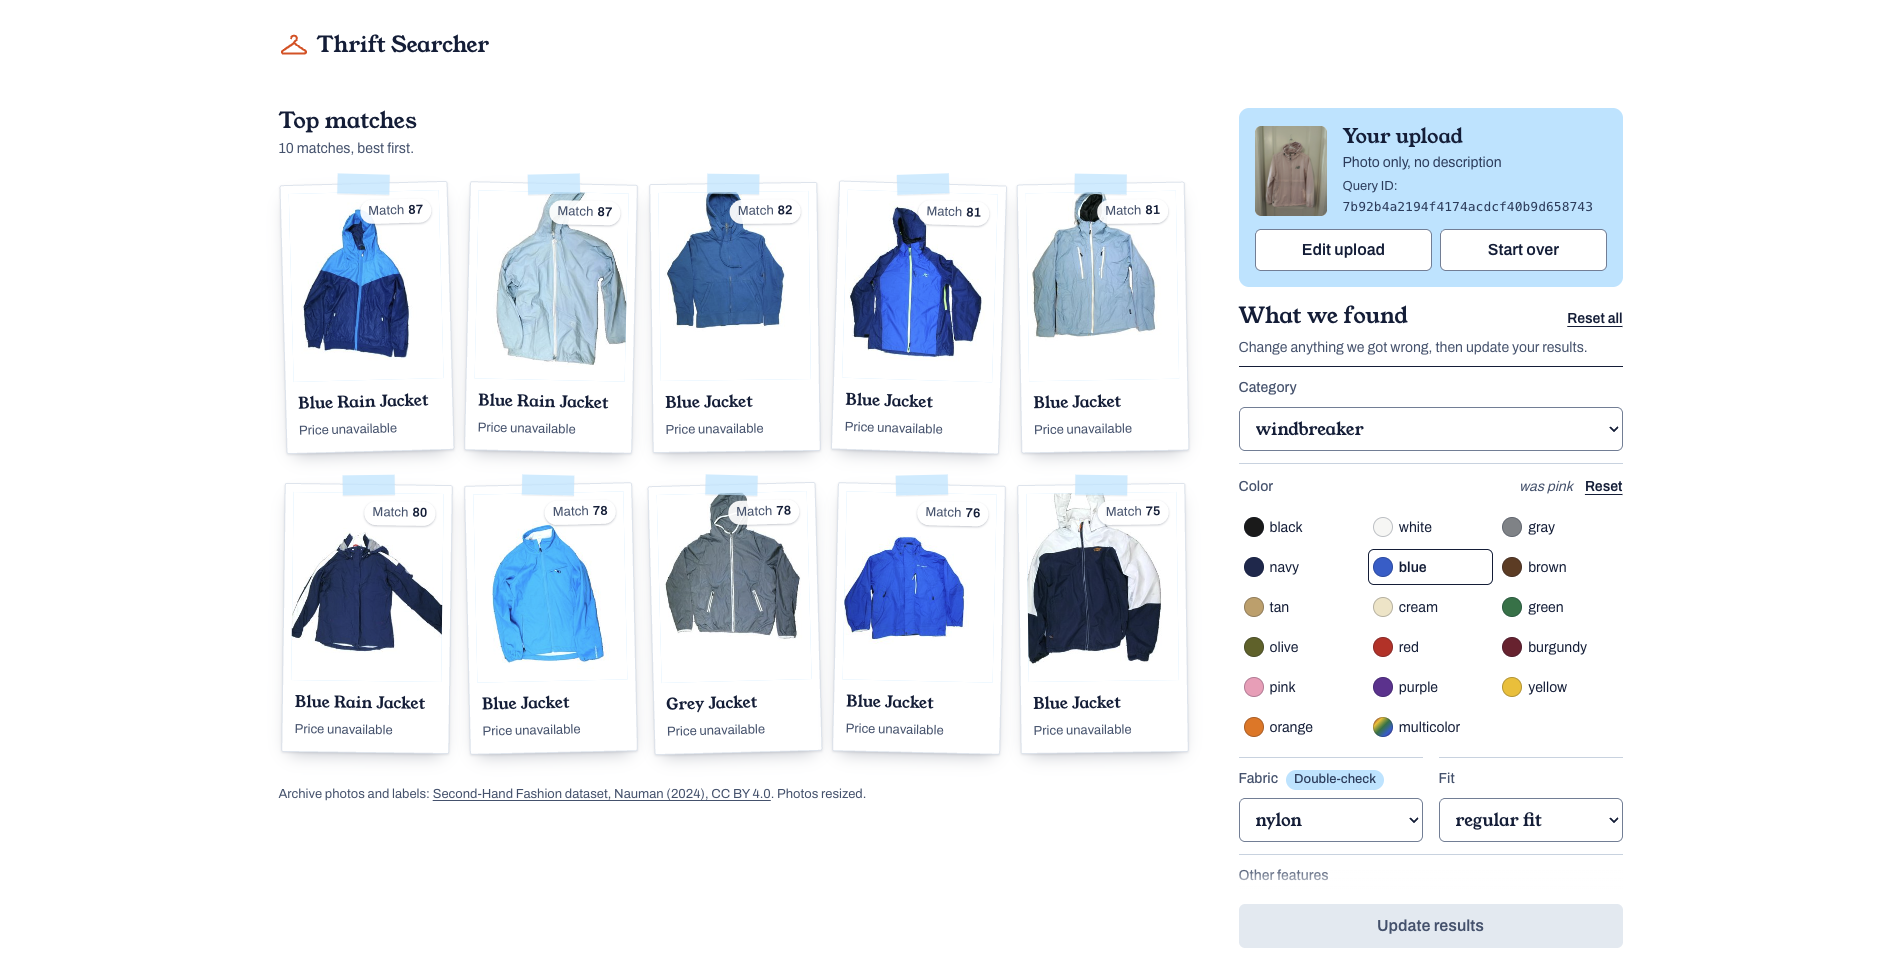 Thrift Searcher
Top matches
10 matches, best first.
Match 87
Blue Rain Jacket
Price unavailable
Match 87
Blue Rain Jacket
Price unavailable
Match 82
Blue Jacket
Price unavailable
Match 81
Blue Jacket
Price unavailable
Match 81
Blue Jacket
Price unavailable
Match 80
Blue Rain Jacket
Price unavailable
Match 78
Blue Jacket
Price unavailable
Match 78
Grey Jacket
Price unavailable
Match 76
Blue Jacket
Price unavailable
Match 75
Blue Jacket
Price unavailable
Archive photos and labels: Second-Hand Fashion dataset, Nauman (2024), CC BY 4.0. Photos resized.
Your upload
Photo only, no description
Query ID:
7b92b4a2194f4174acdcf40b9d658743
Edit upload
Start over
What we found
Reset all
Change anything we got wrong, then update your results.
Category
windbreaker
Color
was pink Reset
black
white
gray
navy
blue
brown
tan
cream
green
olive
red
burgundy
pink
purple
yellow
orange
multicolor
Fabric Double-check
nylon
Fit
regular fit
Other features
Update results